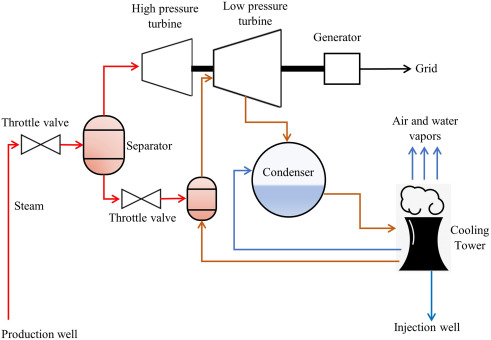 High pressure
turbine
Low pressure
turbine
Generator
Grid
Throttle valve
Separator
Air and water
vapors
Condenser
Steam
Throttle valve
Cooling
Tower
Production well
Injection well